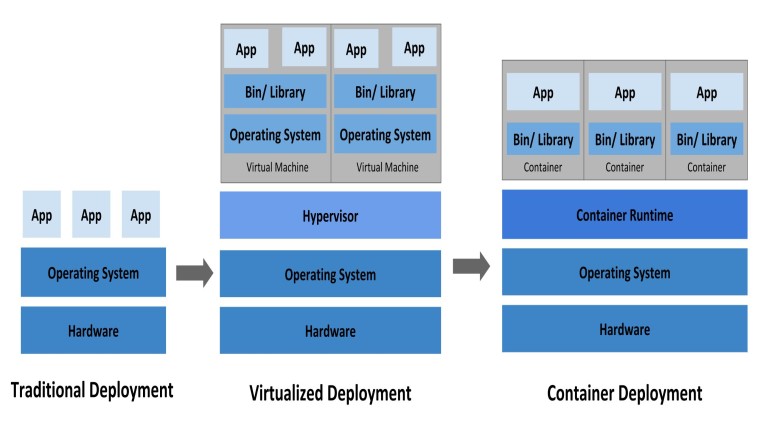 App
App
App
Operating System
Hardware
Traditional Deployment
App
App
Bin/ Library
Operating System
Virtual Machine
App
App
Bin/ Library
Operating System
Virtual Machine
Hypervisor
Operating System
Hardware
Virtualized Deployment
App
Bin/ Library
Container
App
Bin/ Library
Container
App
Bin/ Library
Container
Container Runtime
Operating System
Hardware
Container Deployment